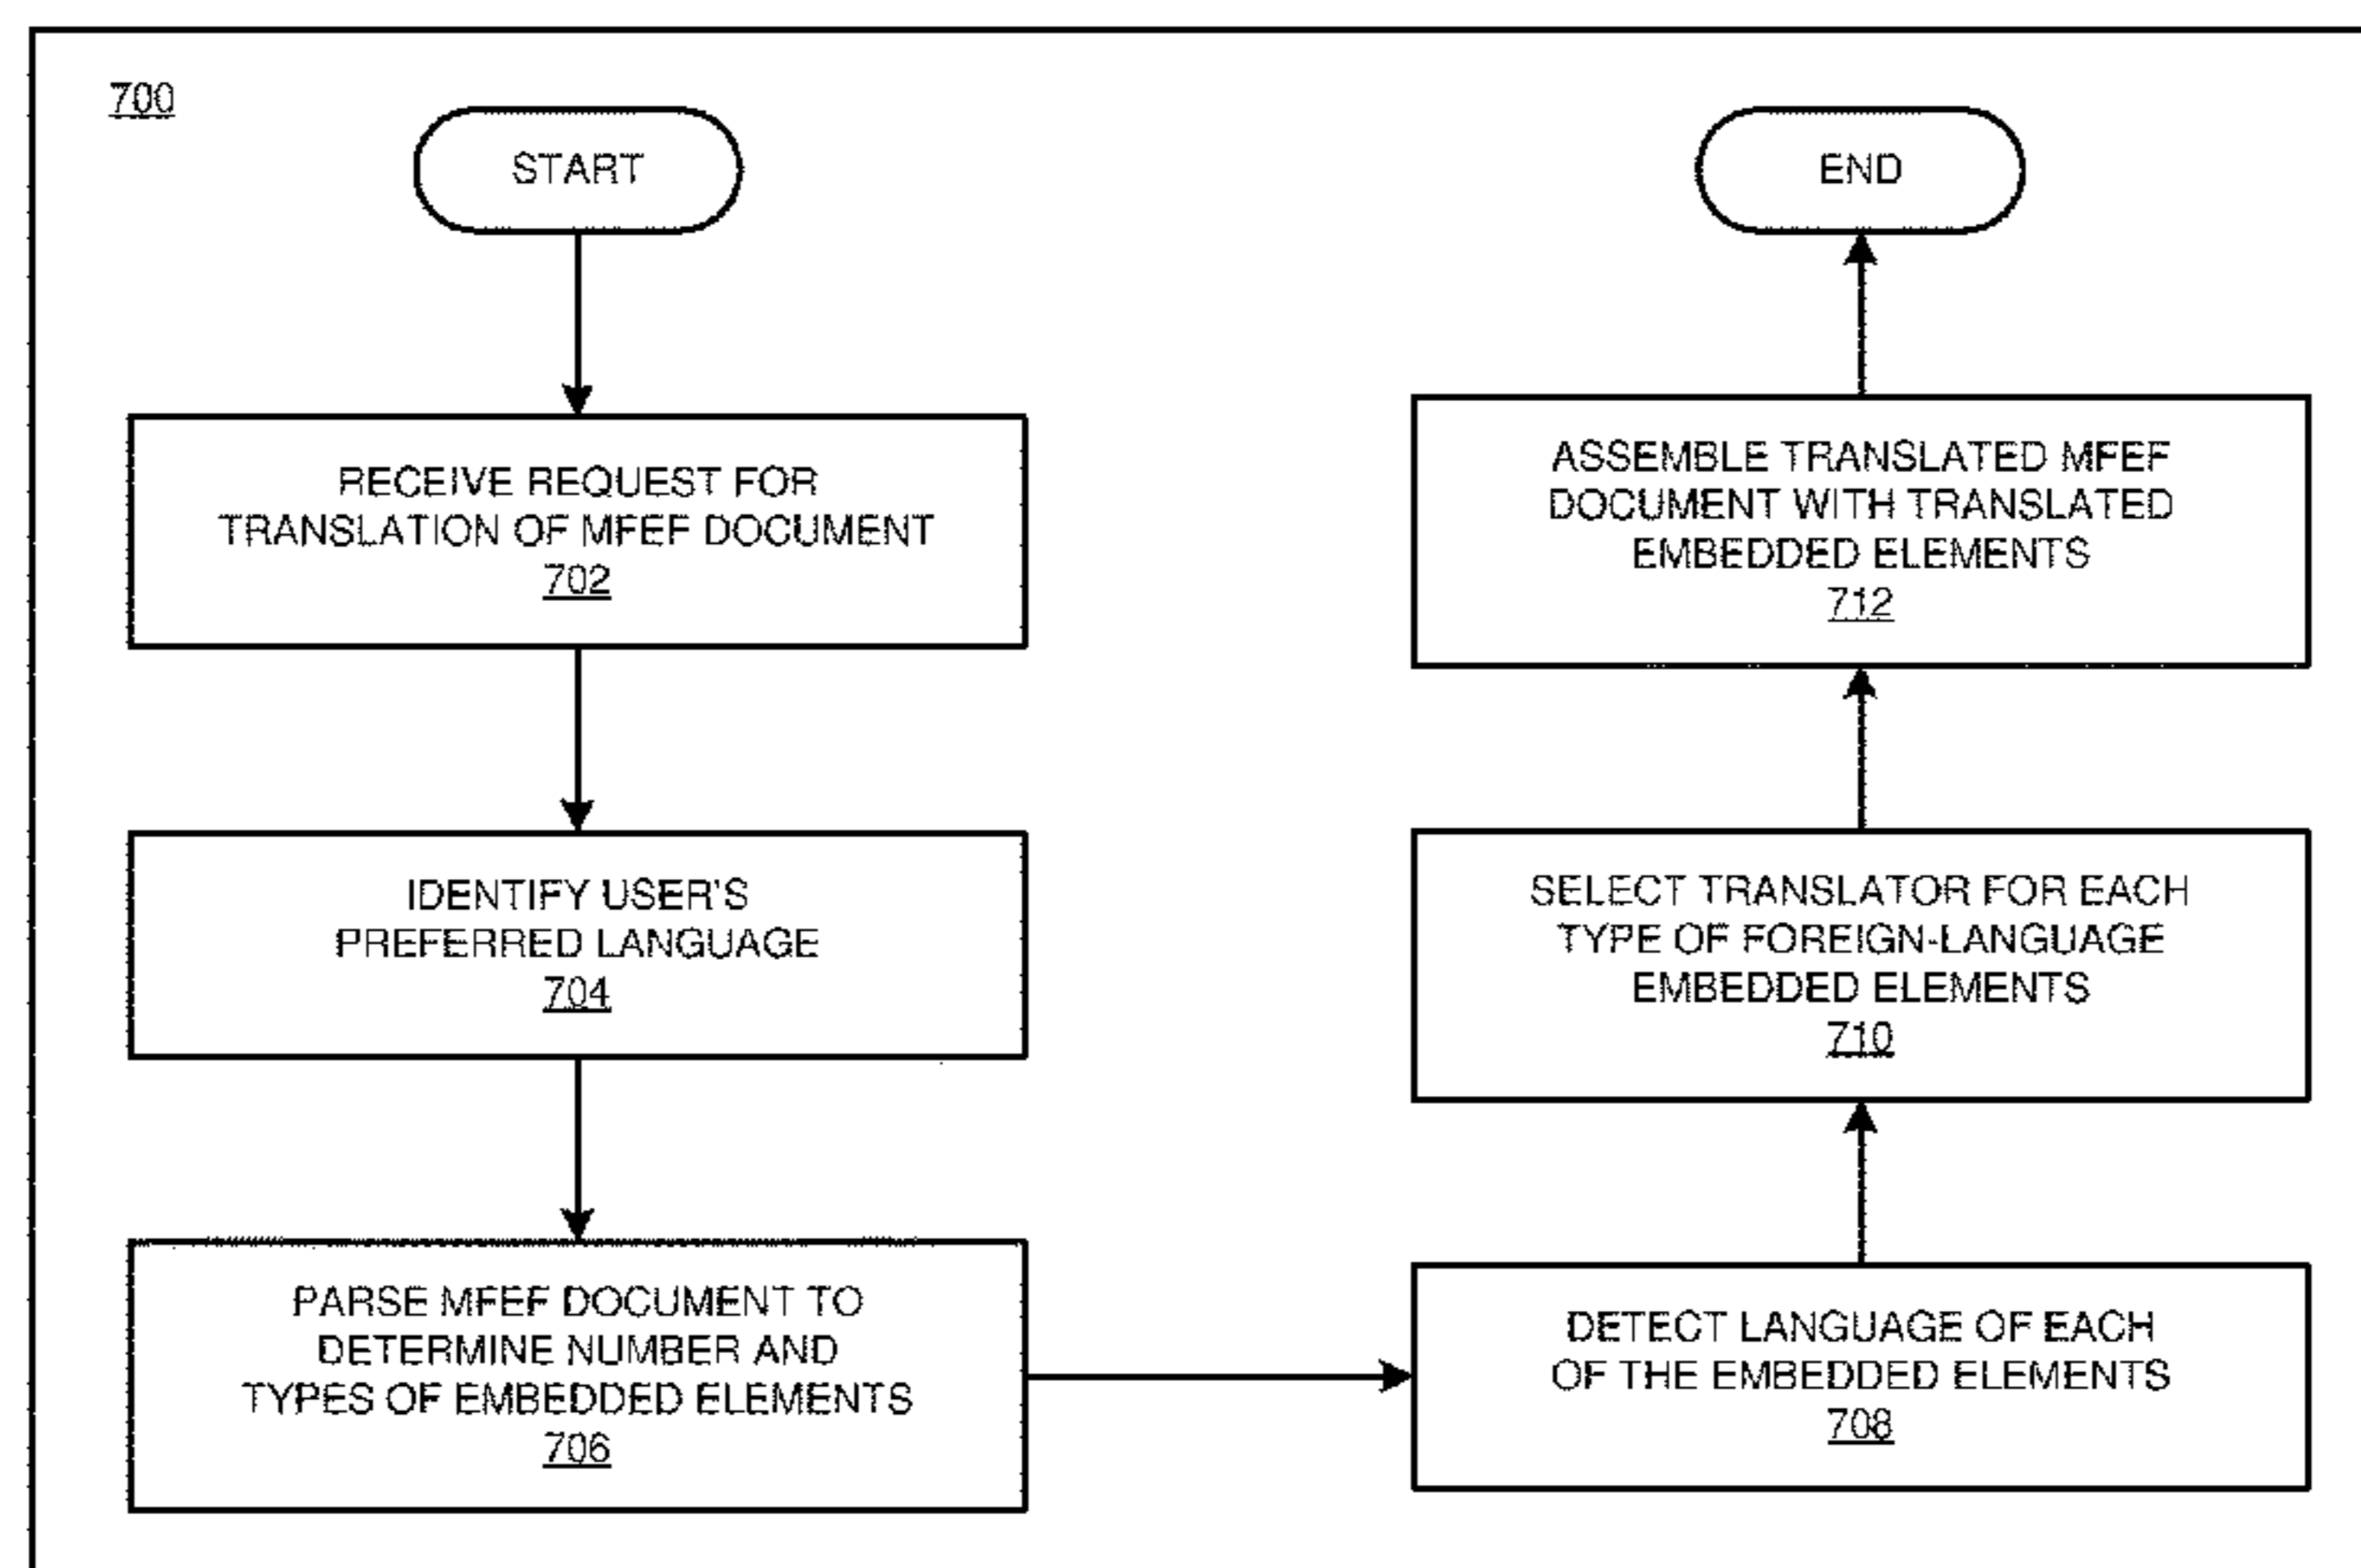 700
START
RECEIVE REQUEST FOR
TRANSLATION OF MFEF DOCUMENT
702
IDENTIFY USER'S
PREFERRED LANGUAGE
704
PARSE MFEF DOCUMENT TO
DETERMINE NUMBER AND
TYPES OF EMBEDDED ELEMENTS
706
DETECT LANGUAGE OF EACH
OF THE EMBEDDED ELEMENTS
708
SELECT TRANSLATOR FOR EACH
TYPE OF FOREIGN-LANGUAGE
EMBEDDED ELEMENTS
710
ASSEMBLE TRANSLATED MFEF
DOCUMENT WITH TRANSLATED
EMBEDDED ELEMENTS
712
END